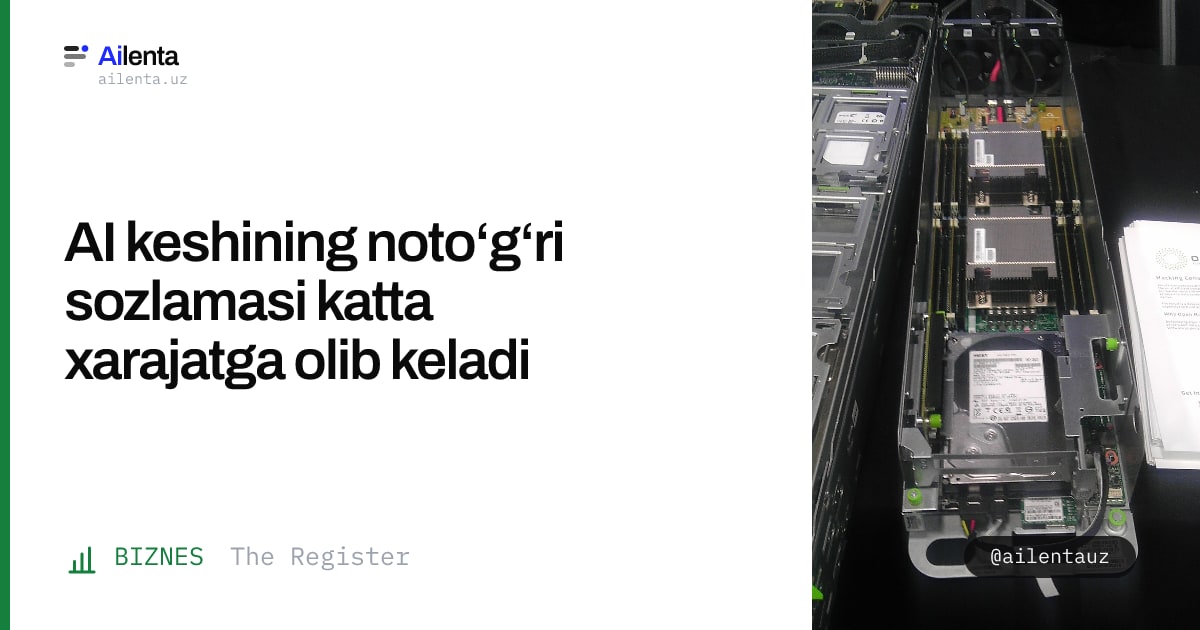 Ailenta
ailenta.uz
AI keshining noto‘g‘ri
sozlamasi katta
xarajatga olib keladi
BIZNES The Register
@ailentauz